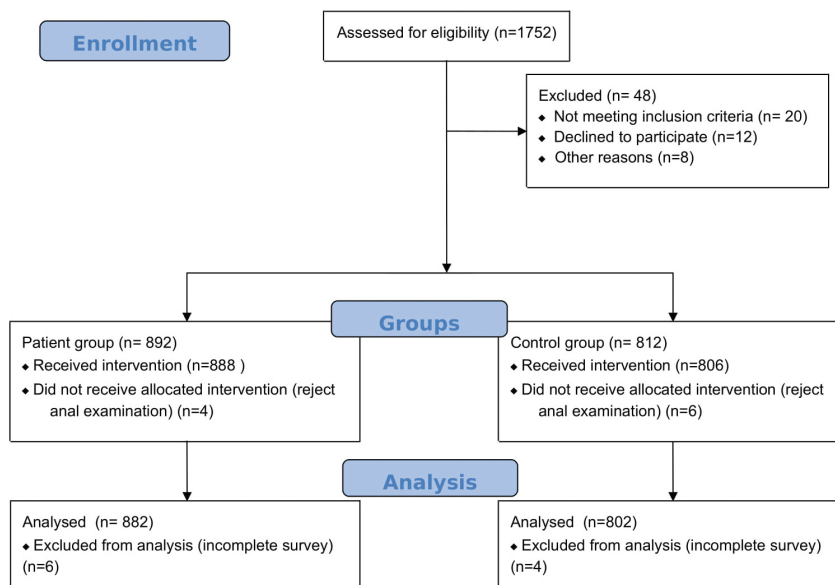 Enrollment
Assessed for eligibility (n=1752)
Excluded (n= 48)
◆ Not meeting inclusion criteria (n= 20)
◆ Declined to participate (n=12)
◆ Other reasons (n=8)
Groups
Patient group (n= 892)
◆ Received intervention (n=888 )
◆ Did not receive allocated intervention (reject
anal examination) (n=4)
Control group (n= 812)
◆ Received intervention (n=806)
◆ Did not receive allocated intervention (reject
anal examination) (n=6)
Analysis
Analysed (n= 882)
◆ Excluded from analysis (incomplete survey)
(n=6)
Analysed (n=802)
◆ Excluded from analysis (incomplete survey)
(n=4)